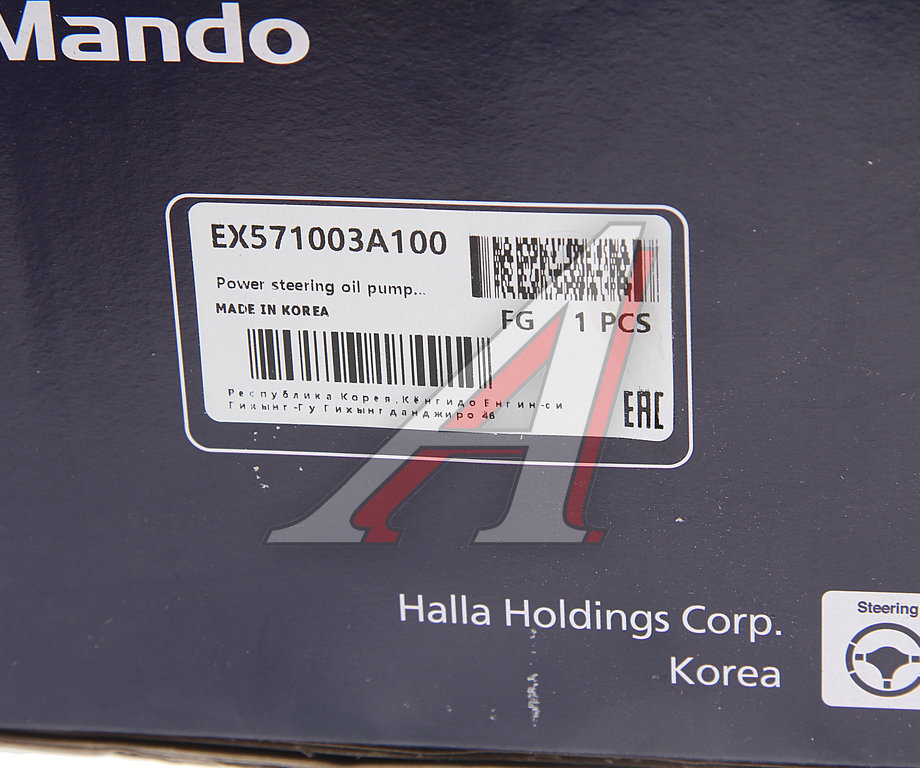 Mando
EX571003A100
Power steering oil pump...
MADE IN KOREA
FG 1 PCS
Республика Корея, Кёнгидо Енгин-си
Гихынг-Гу Гихынг данджиро 46
EAC
Halla Holdings Corp.
Korea
Steering